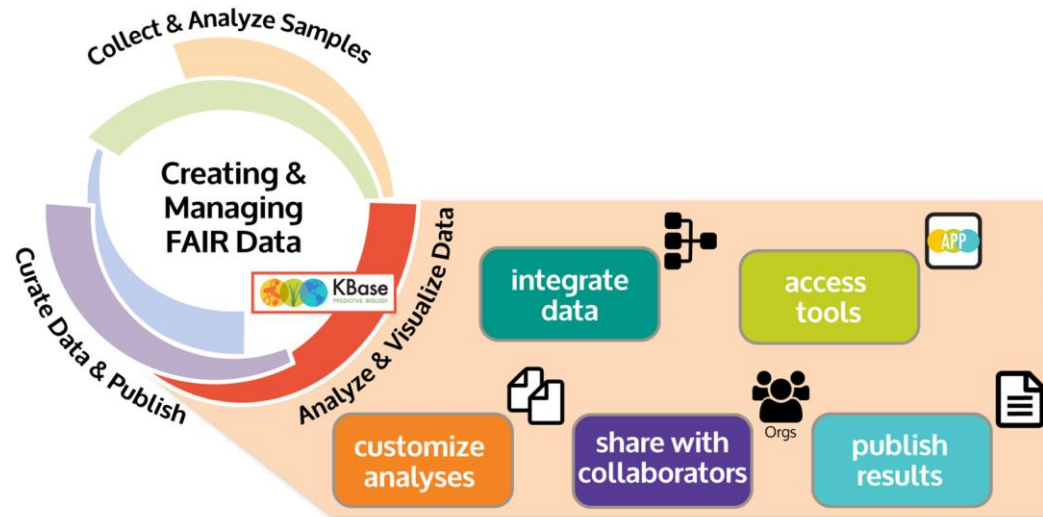 Collect & Analyze Samples
Creating &
Managing
FAIR Data
KBase
PREDICTIVE BIOLOGY
Curate Data & Publish
Analyze & Visualize Data
integrate
data
APP
access
tools
customize
analyses
Orgs
share with
collaborators
publish
results